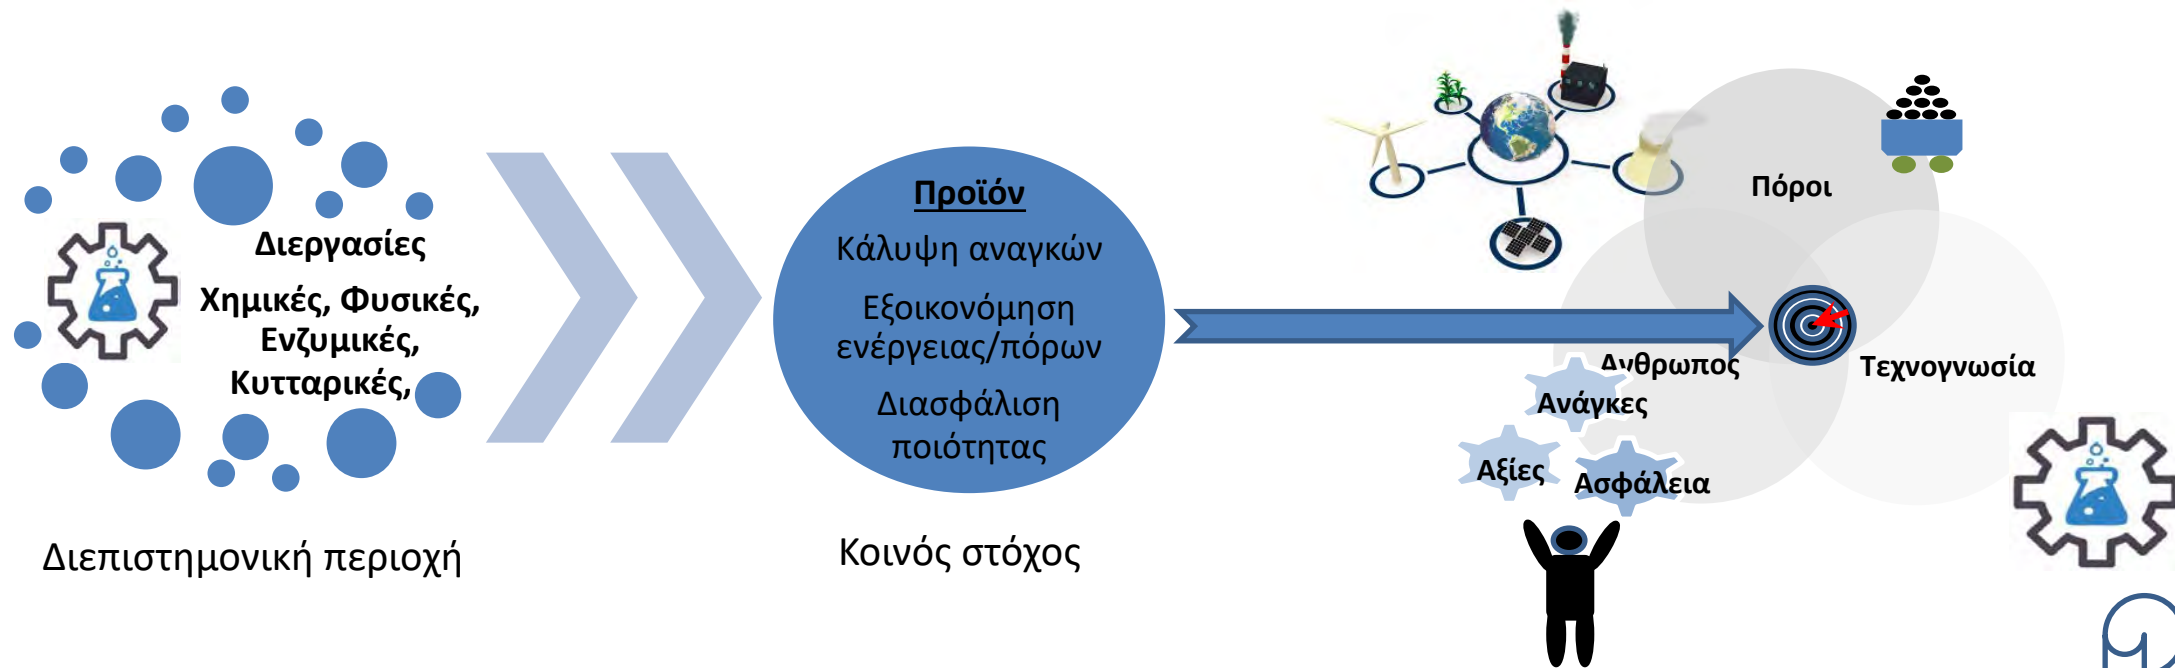 Διεργασίες
Χημικές, Φυσικές,
Ενζυμικές,
Κυτταρικές,
Διεπιστημονική περιοχή
Προϊόν
Κάλυψη αναγκών
Εξοικονόμηση
ενέργειας/πόρων
Διασφάλιση
ποιότητας
Κοινός στόχος
Πόροι
Ανθρωπος
Τεχνογνωσία
Ανάγκες
Αξίες
Ασφάλεια